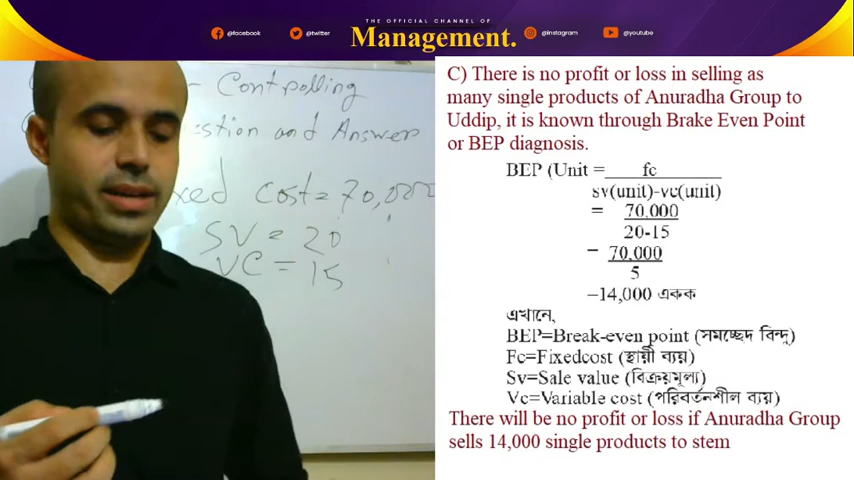 THE OFFICIAL CHANNEL OF
@facebook
@twitter
Management.
@instagram
@youtube
- Controlling
stion and Answer
xed cost = 70,000
SV = 20
VC = 15
C) There is no profit or loss in selling as
many single products of Anuradha Group to
Uddip, it is known through Brake Even Point
or BEP diagnosis.
BEP (Unit = fc
sv(unit)-vc(unit)
= 70,000
20-15
= 70,000
5
=14,000 একক
এখানে,
BEP=Break-even point (সমচ্ছেদ বিন্দু)
Fc=Fixedcost (স্থায়ী ব্যয়)
Sv=Sale value (বিক্রয়মূল্য)
Vc=Variable cost (পরিবর্তনশীল ব্যয়)
There will be no profit or loss if Anuradha Group
sells 14,000 single products to stem